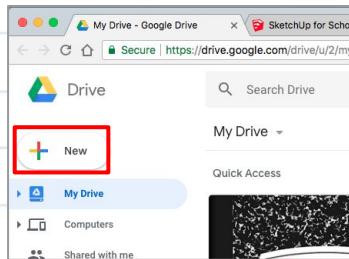 My Drive - Google Drive
SketchUp for Scho
Secure | https://drive.google.com/drive/u/2/my
Drive
Search Drive
New
My Drive
Quick Access
My Drive
Computers
Shared with me